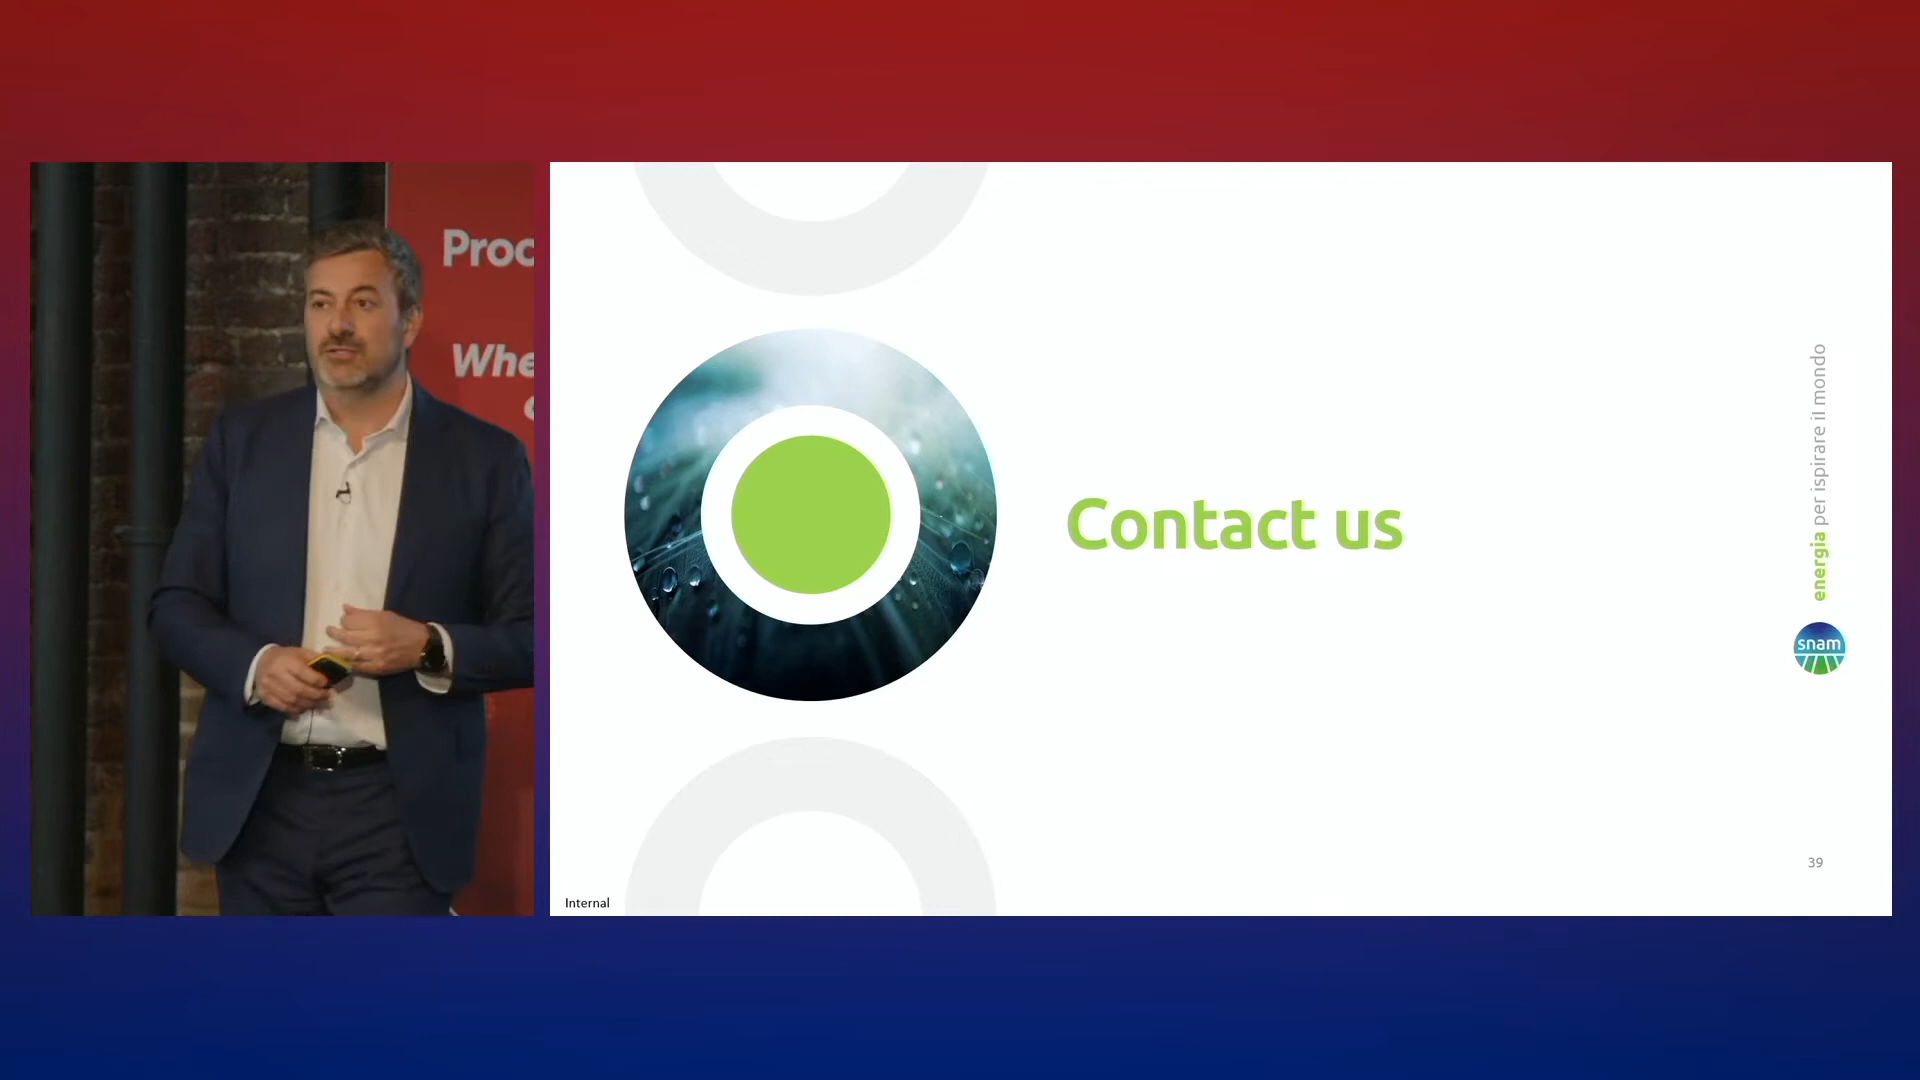 Proc
Whe
Contact us
energia per ispirare il mondo
snam
39
Internal